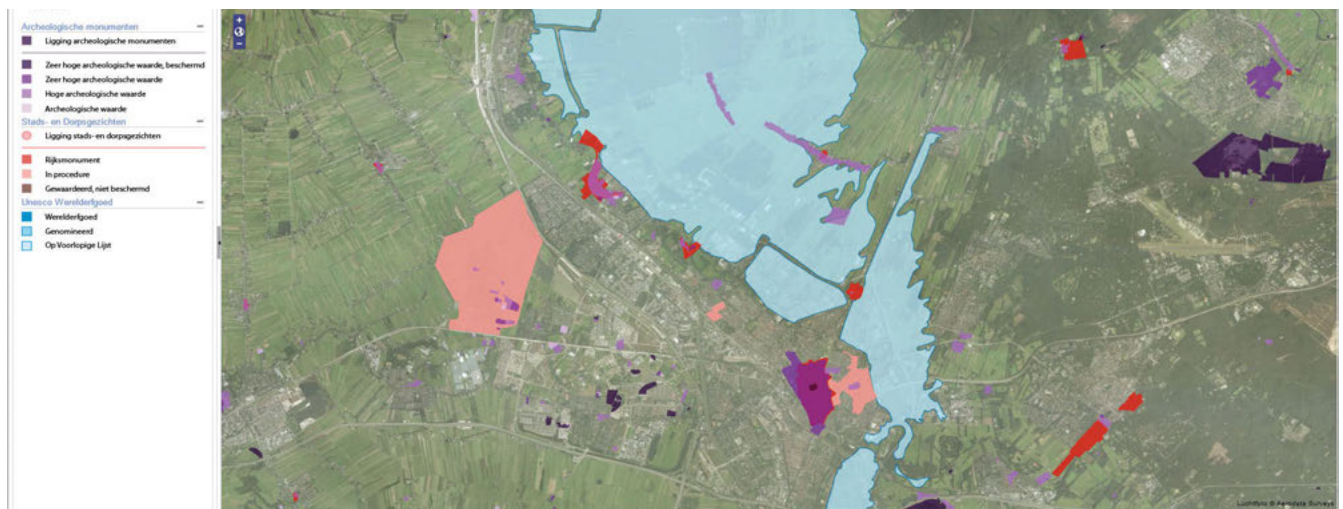 Archeologische monumenten
Ligging archeologische monumenten
Zeer hoge archeologische waarde, beschermd
Zeer hoge archeologische waarde
Hoge archeologische waarde
Archeologische waarde
Stads- en Dorpsgezichten
Ligging stads- en dorpsgezichten
Rijksmonument
In procedure
Gewaardeerd, niet beschermd
Unesco Werelderfgoed
Werelderfgoed
Genomineerd
Op Voorlopige Lijst
Luchtfoto © Aerodata Surveys